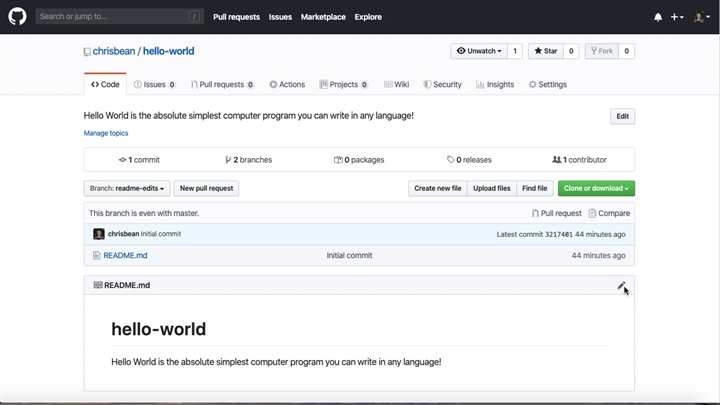 Search or jump to... / Pull requests Issues Marketplace Explore
chrisbean / hello-world Unwatch 1 Star 0 Fork 0
Code Issues 0 Pull requests 0 Actions Projects 0 Wiki Security Insights Settings
Hello World is the absolute simplest computer program you can write in any language! Edit
Manage topics
1 commit 2 branches 0 packages 0 releases 1 contributor
Branch: readme-edits New pull request Create new file Upload files Find file Clone or download
This branch is even with master. Pull request Compare
chrisbean Initial commit Latest commit 3217401 44 minutes ago
README.md Initial commit 44 minutes ago
README.md
hello-world
Hello World is the absolute simplest computer program you can write in any language!